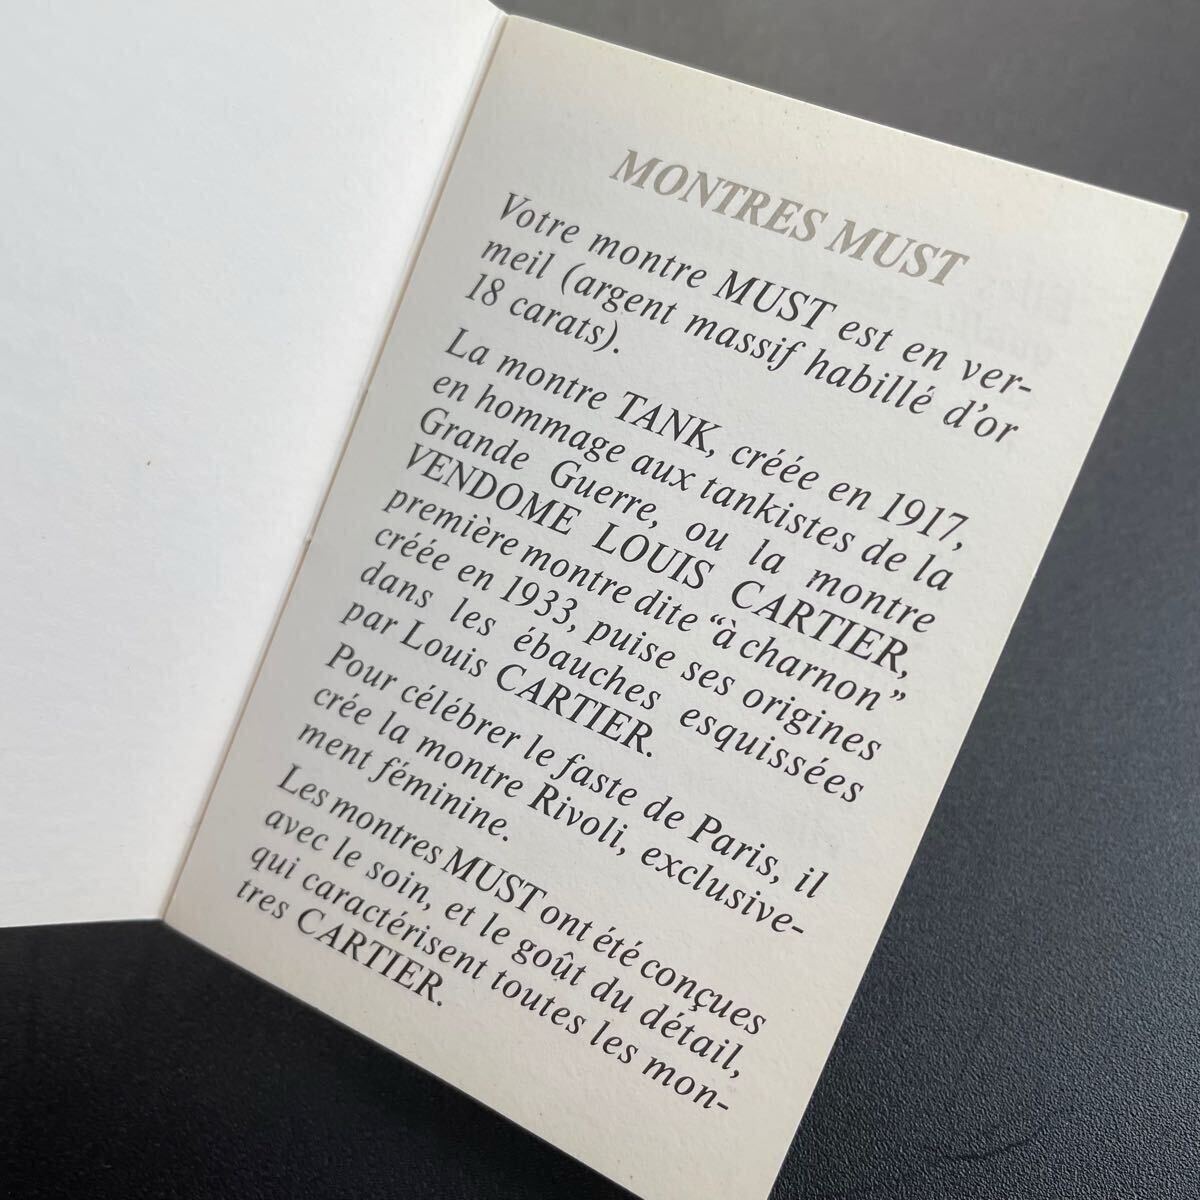 MONTRES MUST
Votre montre MUST est en ver-
meil (argent massif habillé d'or
18 carats).
La montre TANK, créée en 1917,
en hommage aux tankistes de la
Grande Guerre, ou la montre
VENDOME LOUIS CARTIER,
première montre dite “à charnon”
créée en 1933, puise ses origines
dans les ébauches esquissées
par Louis CARTIER.
Pour célébrer le faste de Paris, il
crée la montre Rivoli, exclusive-
ment féminine.
Les montres MUST ont été conçues
avec le soin, et le goût du détail,
qui caractérisent toutes les mon-
tres CARTIER.